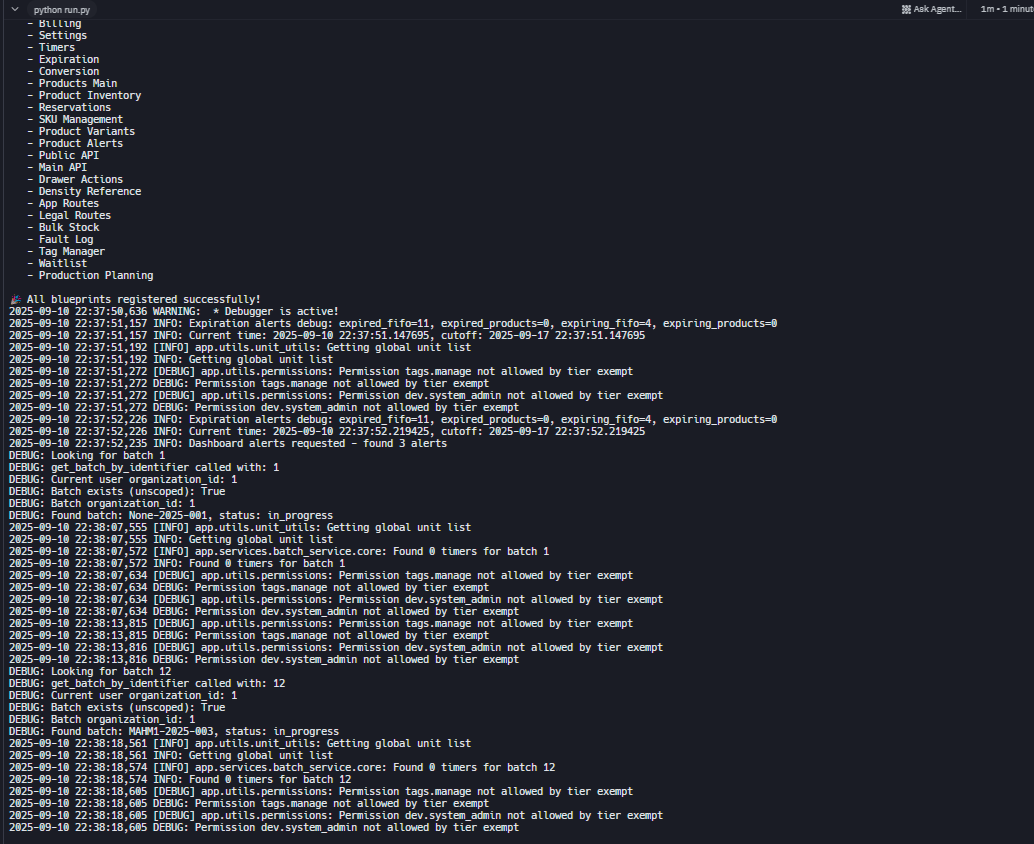 python run.py
Ask Agent...
1m • 1 minut
- Billing
- Settings
- Timers
- Expiration
- Conversion
- Products Main
- Product Inventory
- Reservations
- SKU Management
- Product Variants
- Product Alerts
- Public API
- Main API
- Drawer Actions
- Density Reference
- App Routes
- Legal Routes
- Bulk Stock
- Fault Log
- Tag Manager
- Waitlist
- Production Planning
🎉 All blueprints registered successfully!
2025-09-10 22:37:50,636 WARNING:  * Debugger is active!
2025-09-10 22:37:51,157 INFO: Expiration alerts debug: expired_fifo=11, expired_products=0, expiring_fifo=4, expiring_products=0
2025-09-10 22:37:51,157 INFO: Current time: 2025-09-10 22:37:51.147695, cutoff: 2025-09-17 22:37:51.147695
2025-09-10 22:37:51,192 [INFO] app.utils.unit_utils: Getting global unit list
2025-09-10 22:37:51,192 INFO: Getting global unit list
2025-09-10 22:37:51,272 [DEBUG] app.utils.permissions: Permission tags.manage not allowed by tier exempt
2025-09-10 22:37:51,272 DEBUG: Permission tags.manage not allowed by tier exempt
2025-09-10 22:37:51,272 [DEBUG] app.utils.permissions: Permission dev.system_admin not allowed by tier exempt
2025-09-10 22:37:51,272 DEBUG: Permission dev.system_admin not allowed by tier exempt
2025-09-10 22:37:52,226 INFO: Expiration alerts debug: expired_fifo=11, expired_products=0, expiring_fifo=4, expiring_products=0
2025-09-10 22:37:52,226 INFO: Current time: 2025-09-10 22:37:52.219425, cutoff: 2025-09-17 22:37:52.219425
2025-09-10 22:37:52,235 INFO: Dashboard alerts requested - found 3 alerts
DEBUG: Looking for batch 1
DEBUG: get_batch_by_identifier called with: 1
DEBUG: Current user organization_id: 1
DEBUG: Batch exists (unscoped): True
DEBUG: Batch organization_id: 1
DEBUG: Found batch: None-2025-001, status: in_progress
2025-09-10 22:38:07,555 [INFO] app.utils.unit_utils: Getting global unit list
2025-09-10 22:38:07,555 INFO: Getting global unit list
2025-09-10 22:38:07,572 [INFO] app.services.batch_service.core: Found 0 timers for batch 1
2025-09-10 22:38:07,572 INFO: Found 0 timers for batch 1
2025-09-10 22:38:07,634 [DEBUG] app.utils.permissions: Permission tags.manage not allowed by tier exempt
2025-09-10 22:38:07,634 DEBUG: Permission tags.manage not allowed by tier exempt
2025-09-10 22:38:07,634 [DEBUG] app.utils.permissions: Permission dev.system_admin not allowed by tier exempt
2025-09-10 22:38:07,634 DEBUG: Permission dev.system_admin not allowed by tier exempt
2025-09-10 22:38:13,815 [DEBUG] app.utils.permissions: Permission tags.manage not allowed by tier exempt
2025-09-10 22:38:13,815 DEBUG: Permission tags.manage not allowed by tier exempt
2025-09-10 22:38:13,816 [DEBUG] app.utils.permissions: Permission dev.system_admin not allowed by tier exempt
2025-09-10 22:38:13,816 DEBUG: Permission dev.system_admin not allowed by tier exempt
DEBUG: Looking for batch 12
DEBUG: get_batch_by_identifier called with: 12
DEBUG: Current user organization_id: 1
DEBUG: Batch exists (unscoped): True
DEBUG: Batch organization_id: 1
DEBUG: Found batch: MAHM1-2025-003, status: in_progress
2025-09-10 22:38:18,561 [INFO] app.utils.unit_utils: Getting global unit list
2025-09-10 22:38:18,561 INFO: Getting global unit list
2025-09-10 22:38:18,574 [INFO] app.services.batch_service.core: Found 0 timers for batch 12
2025-09-10 22:38:18,574 INFO: Found 0 timers for batch 12
2025-09-10 22:38:18,605 [DEBUG] app.utils.permissions: Permission tags.manage not allowed by tier exempt
2025-09-10 22:38:18,605 DEBUG: Permission tags.manage not allowed by tier exempt
2025-09-10 22:38:18,605 [DEBUG] app.utils.permissions: Permission dev.system_admin not allowed by tier exempt
2025-09-10 22:38:18,605 DEBUG: Permission dev.system_admin not allowed by tier exempt